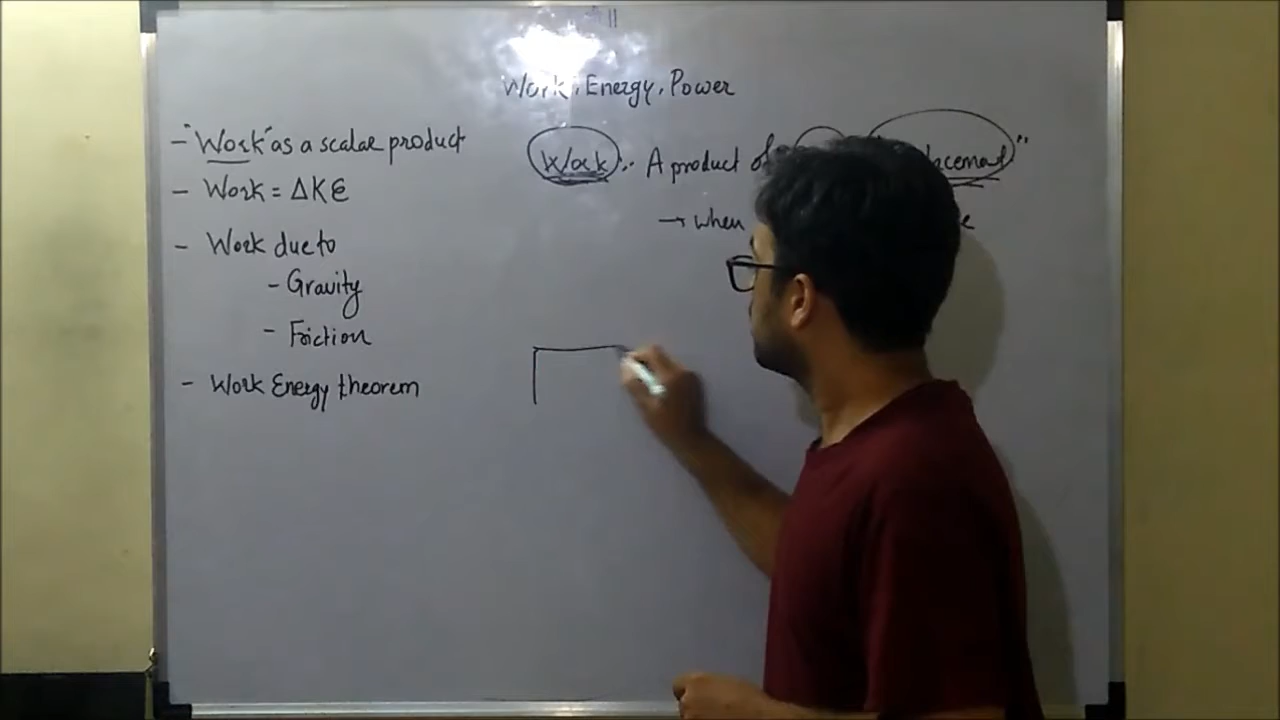 Work, Energy, Power
- "Work" as a scalar product
- Work = ΔKE
- Work due to
- Gravity
- Friction
- Work Energy theorem
Work :- A product of
→ when